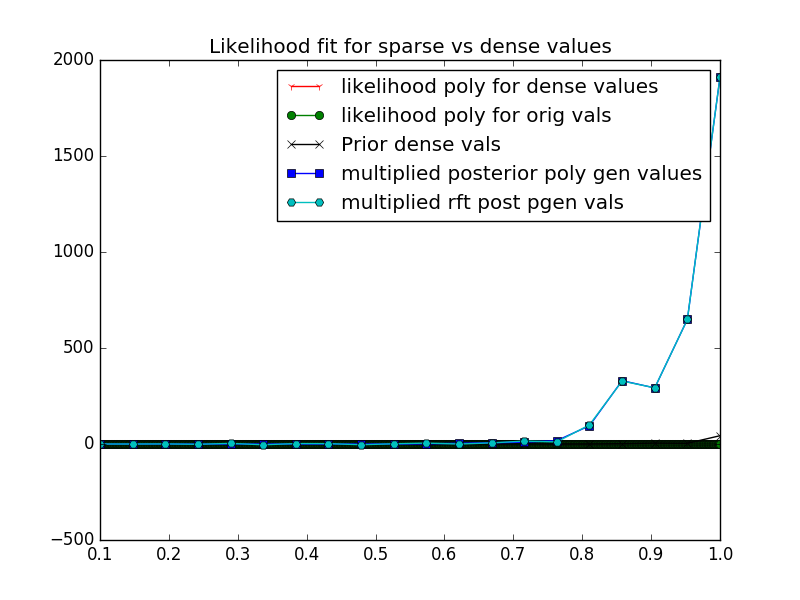 Likelihood fit for sparse vs dense values
2000
1500
1000
500
0
−500
likelihood poly for dense values
likelihood poly for orig vals
Prior dense vals
multiplied posterior poly gen values
multiplied rft post pgen vals
0.1 0.2 0.3 0.4 0.5 0.6 0.7 0.8 0.9 1.0